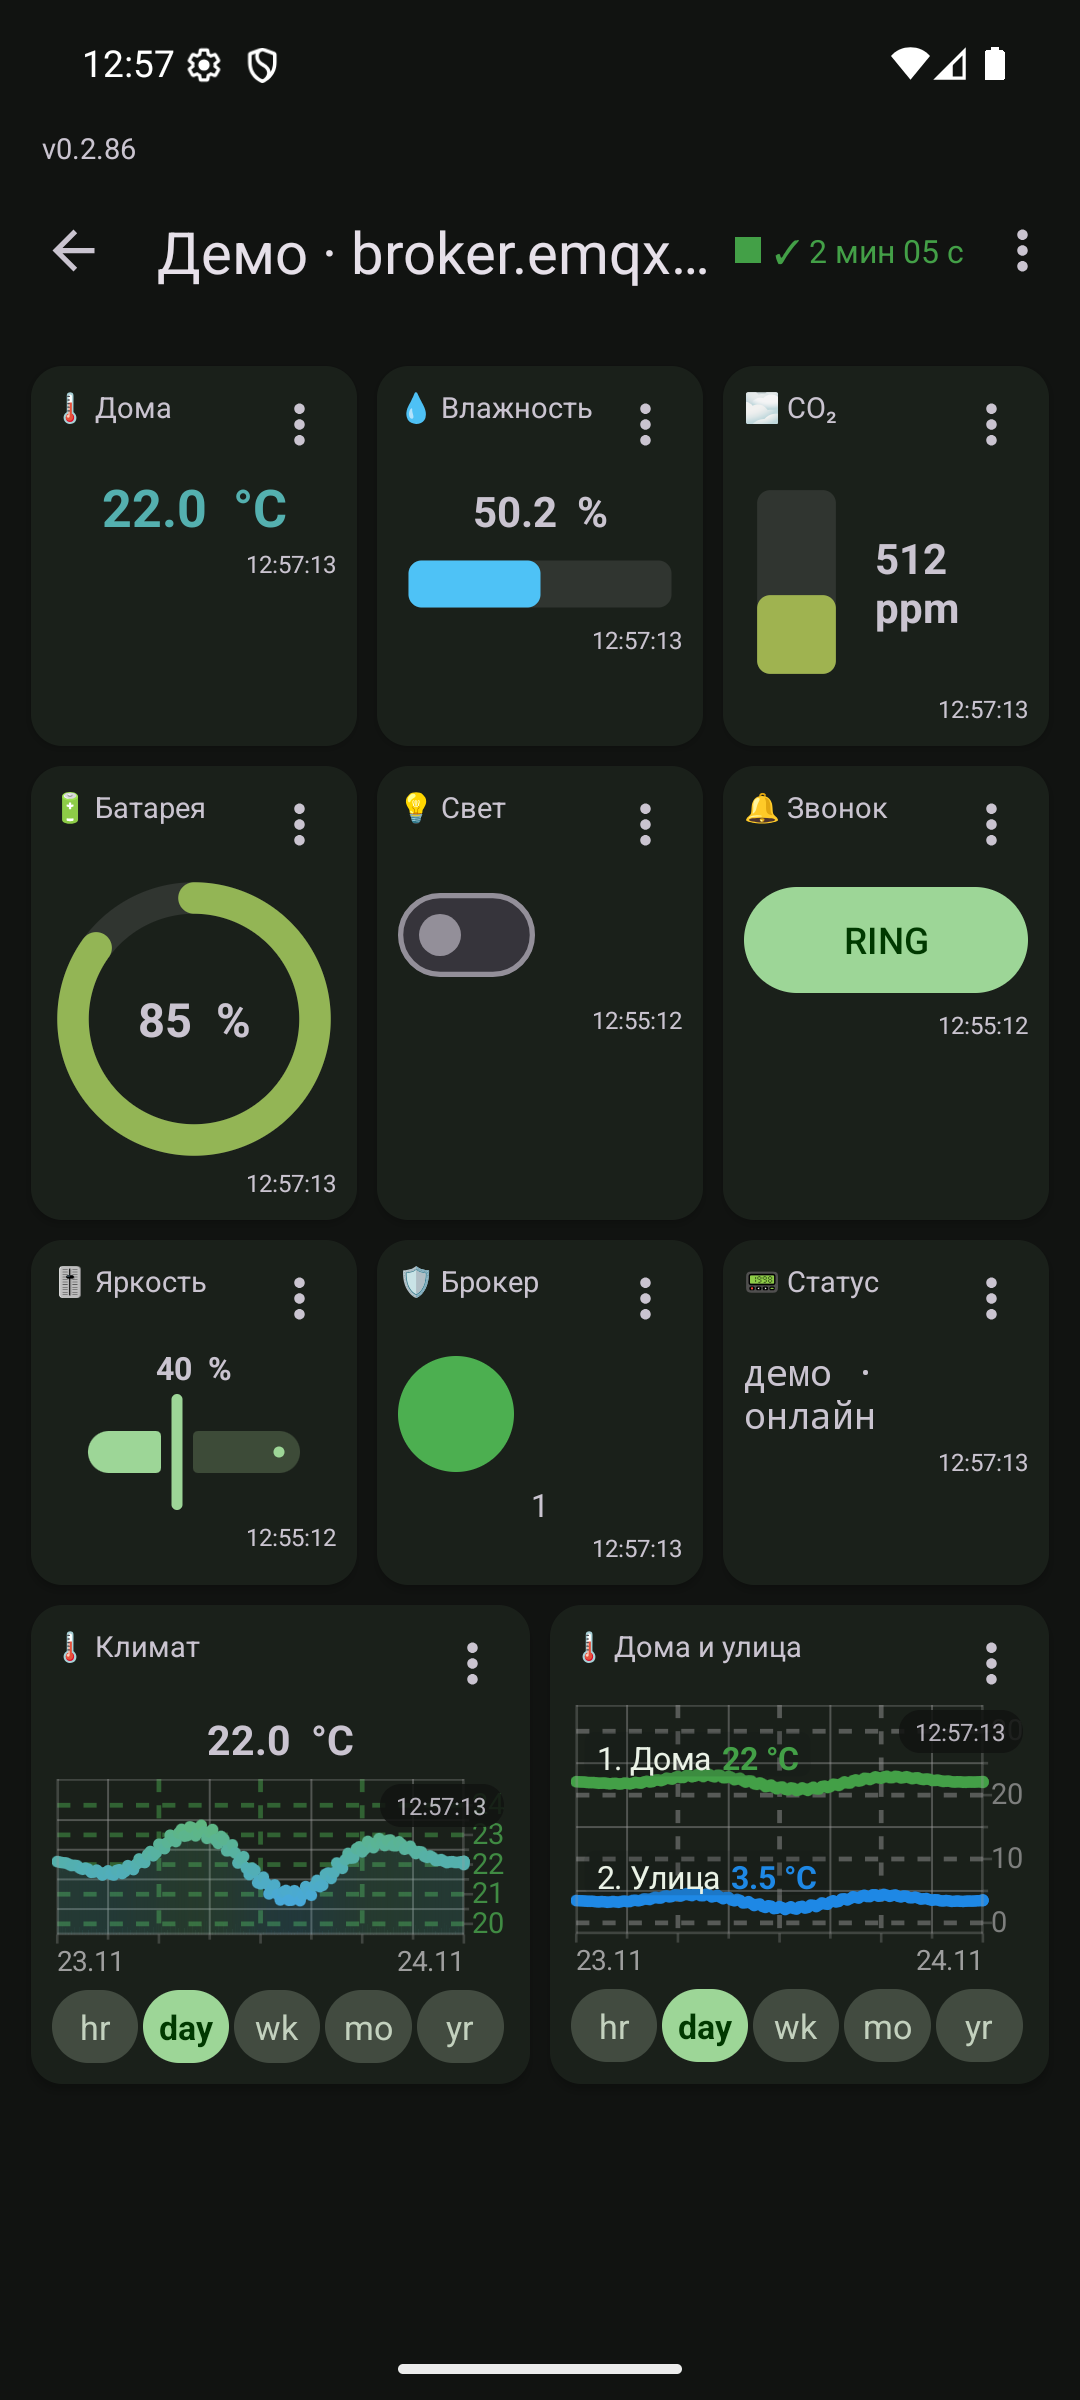 12:57
v0.2.86
Демо · broker.emqx…
✓ 2 мин 05 с
Дома
22.0 °C
12:57:13
Влажность
50.2 %
12:57:13
CO₂
512
ppm
12:57:13
Батарея
85 %
12:57:13
Свет
12:55:12
Звонок
RING
12:55:12
Яркость
40 %
12:55:12
Брокер
1
12:57:13
Статус
демо ·
онлайн
12:57:13
Климат
22.0 °C
12:57:13
23
22
21
20
23.11 24.11
hr day wk mo yr
Дома и улица
12:57:13
1. Дома 22 °C
20
10
2. Улица 3.5 °C
0
23.11 24.11
hr day wk mo yr